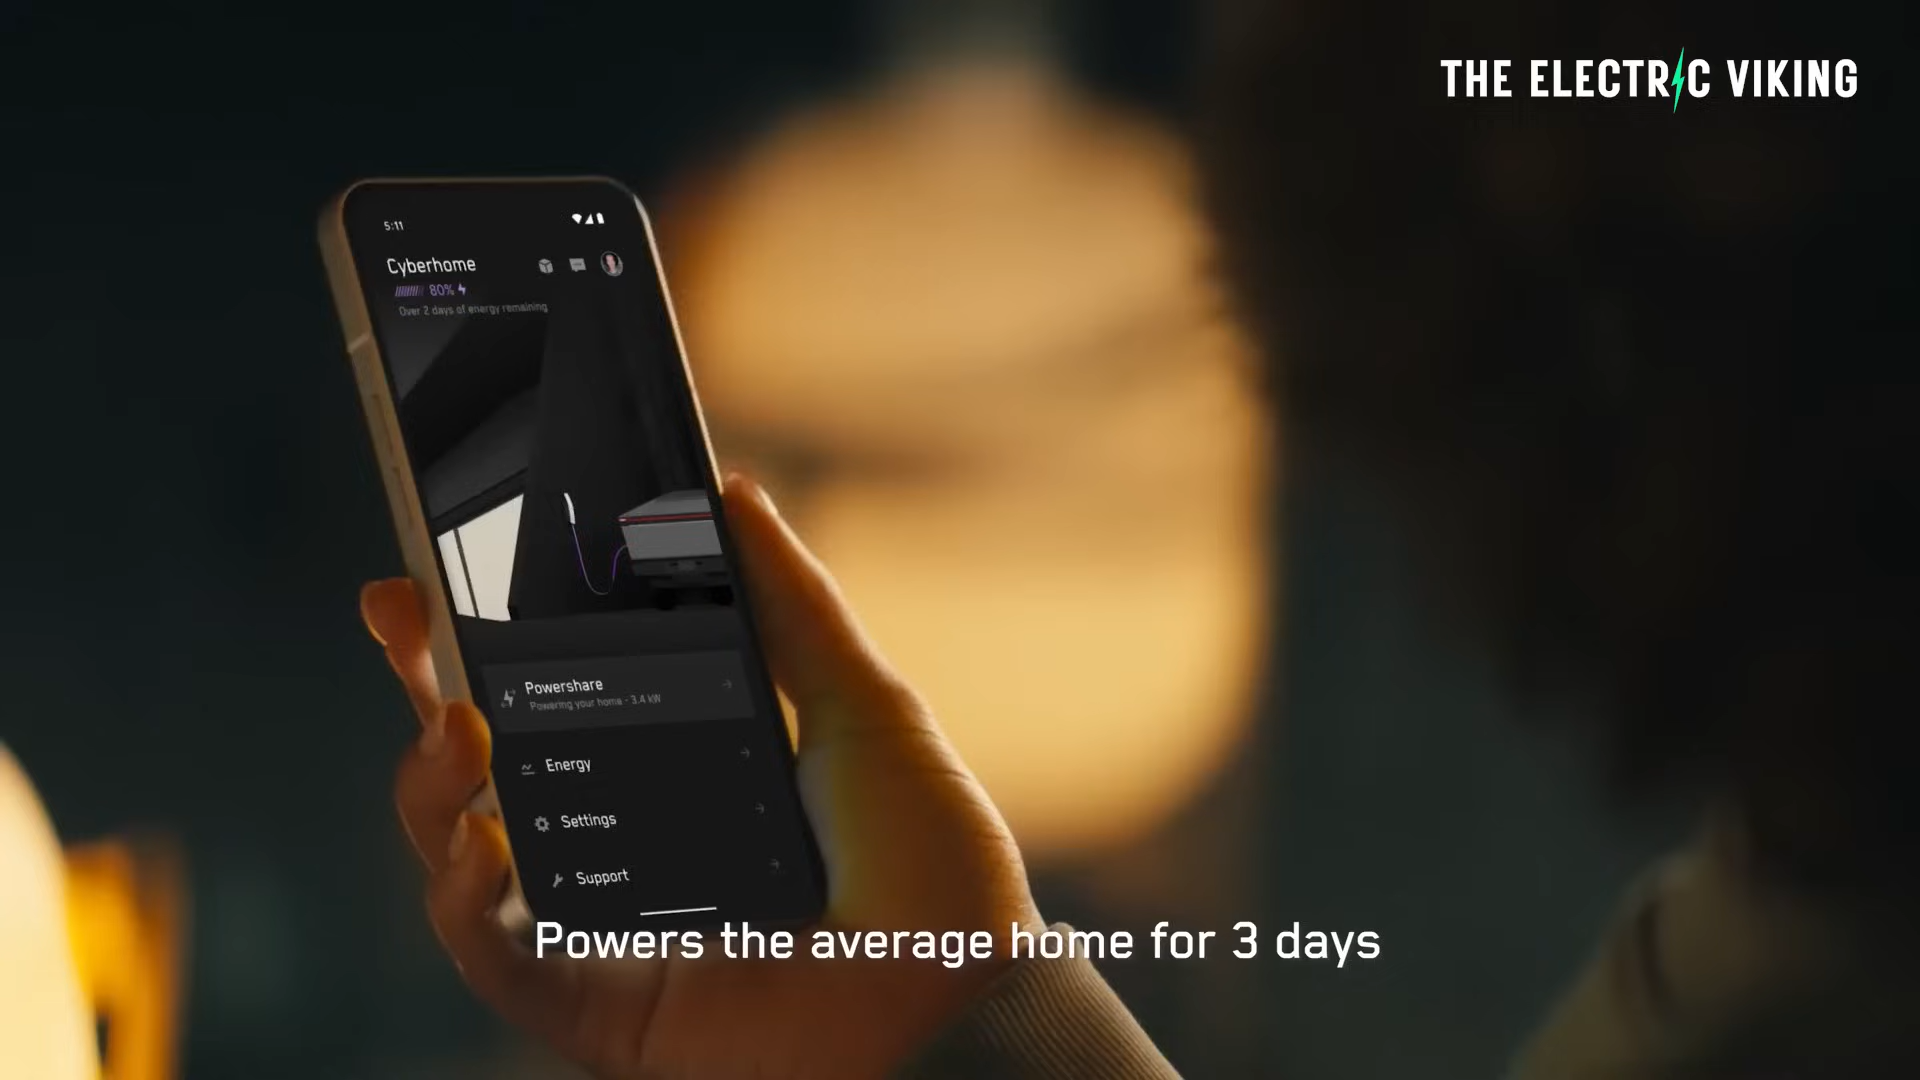 THE ELECTRIC VIKING
5:11
Cyberhome
80%
Over 2 days of energy remaining
Powershare
Powering your home - 3.4 kW
Energy
Settings
Support
Powers the average home for 3 days